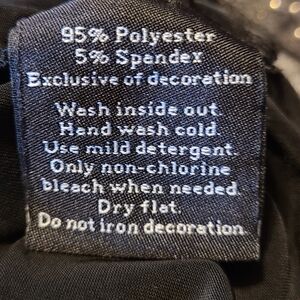 95% Polyester
5% Spandex
Exclusive of decoration
Wash inside out.
Hand wash cold.
Use mild detergent.
Only non-chlorine
bleach when needed.
Dry flat.
Do not iron decoration.